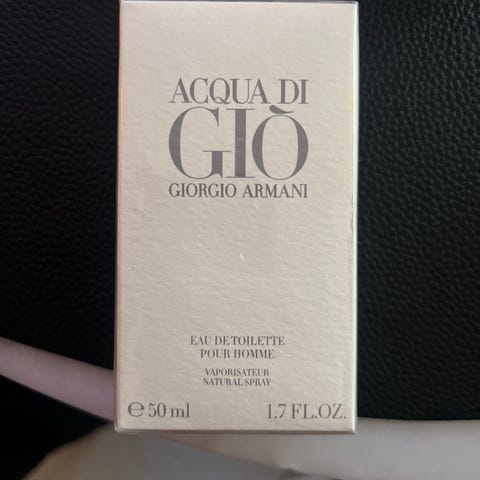 ACQUA DI
GIÒ
GIORGIO ARMANI
EAU DE TOILETTE
POUR HOMME
VAPORISATEUR
NATURAL SPRAY
℮50 ml 1.7 FL.OZ.